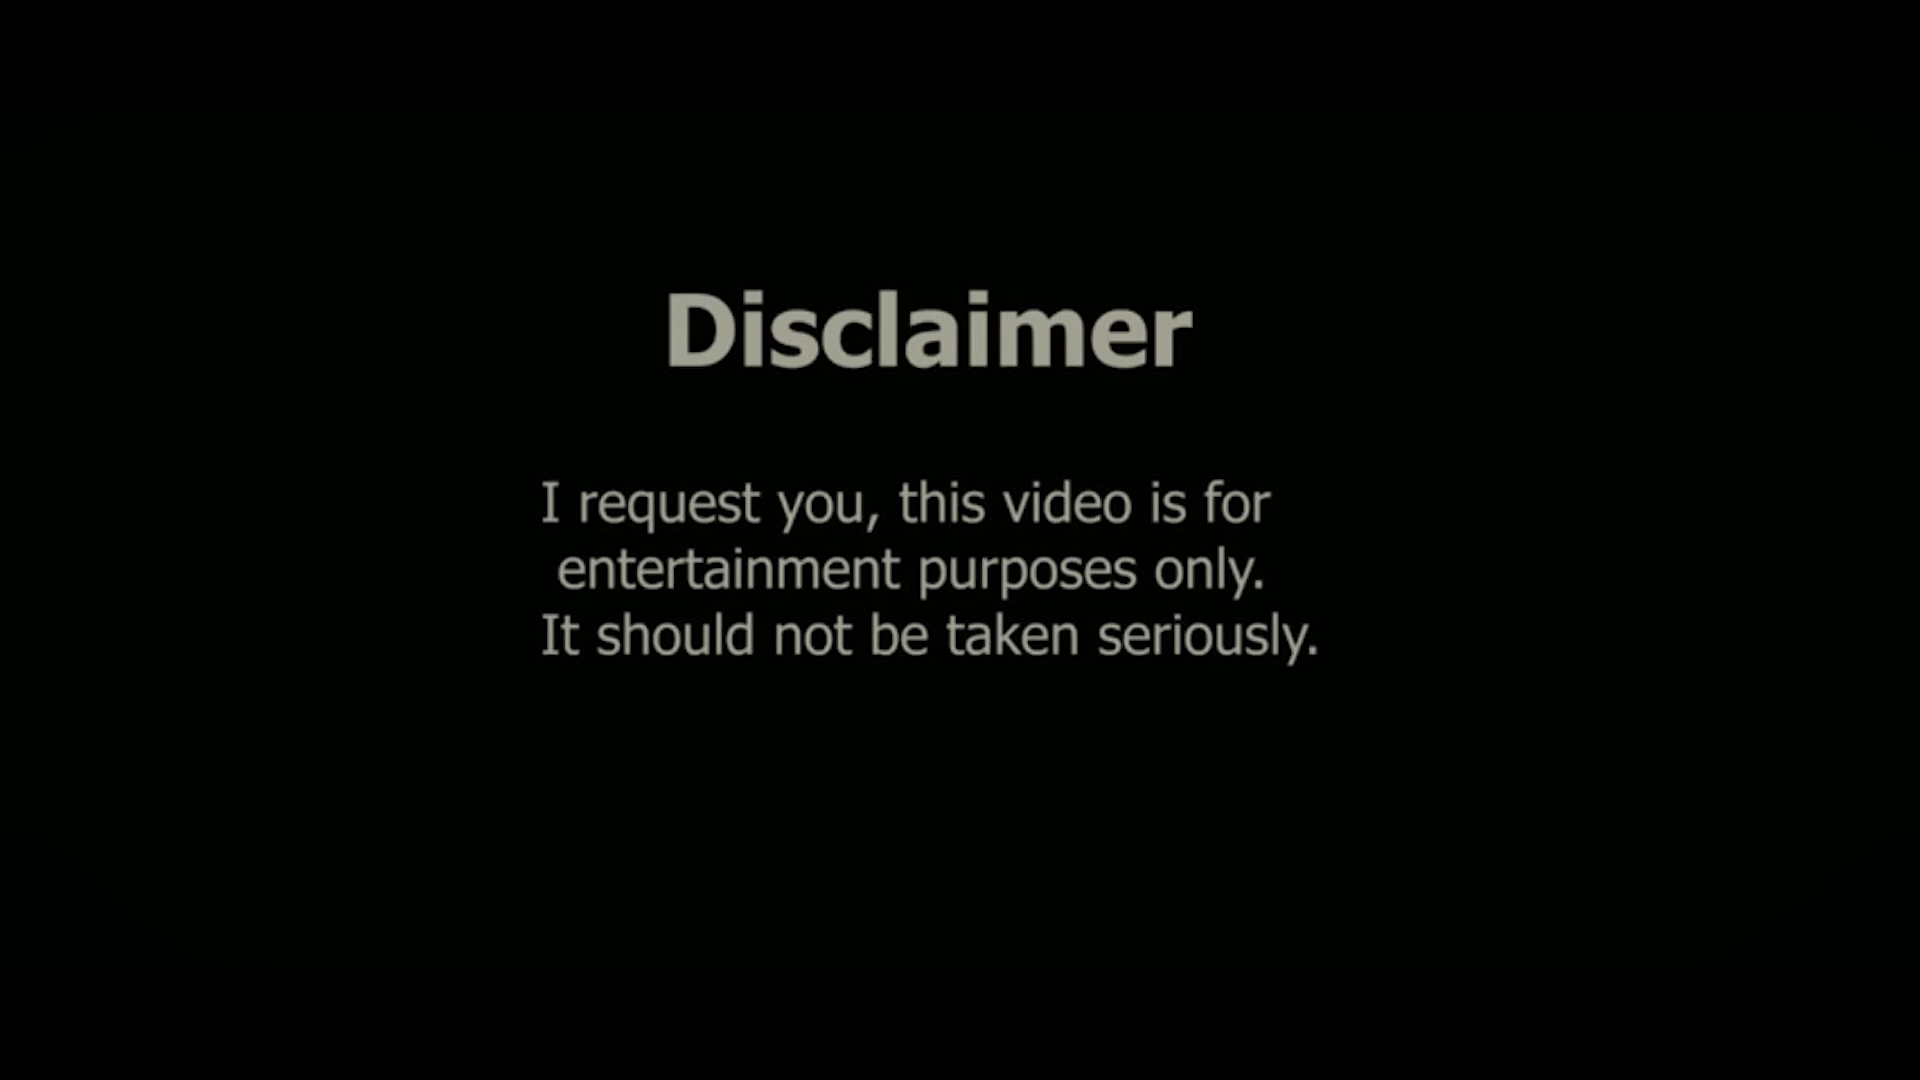 Disclaimer
I request you, this video is for
entertainment purposes only.
It should not be taken seriously.